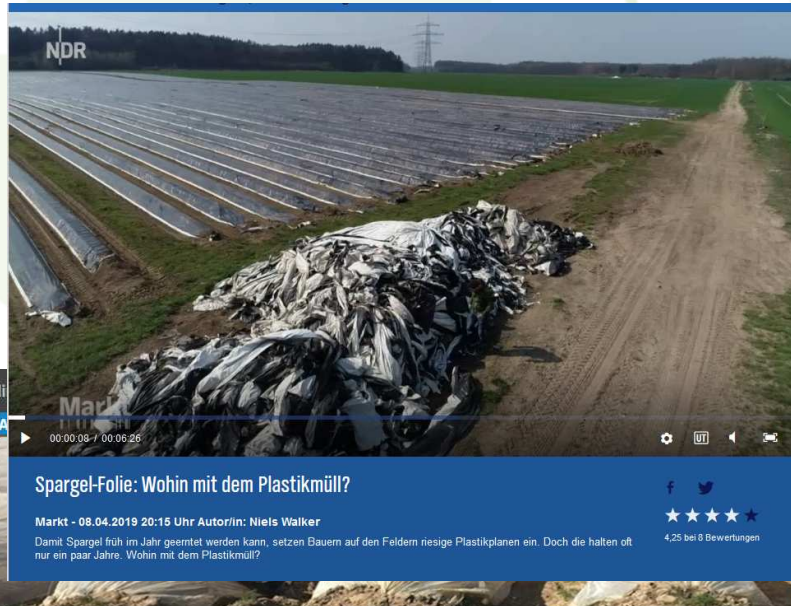 NDR
Markt
00:00:08 / 00:06:26
UT
Spargel-Folie: Wohin mit dem Plastikmüll?
Markt - 08.04.2019 20:15 Uhr Autor/in: Niels Walker
Damit Spargel früh im Jahr geerntet werden kann, setzen Bauern auf den Feldern riesige Plastikplanen ein. Doch die halten oft
nur ein paar Jahre. Wohin mit dem Plastikmüll?
4,25 bei 8 Bewertungen